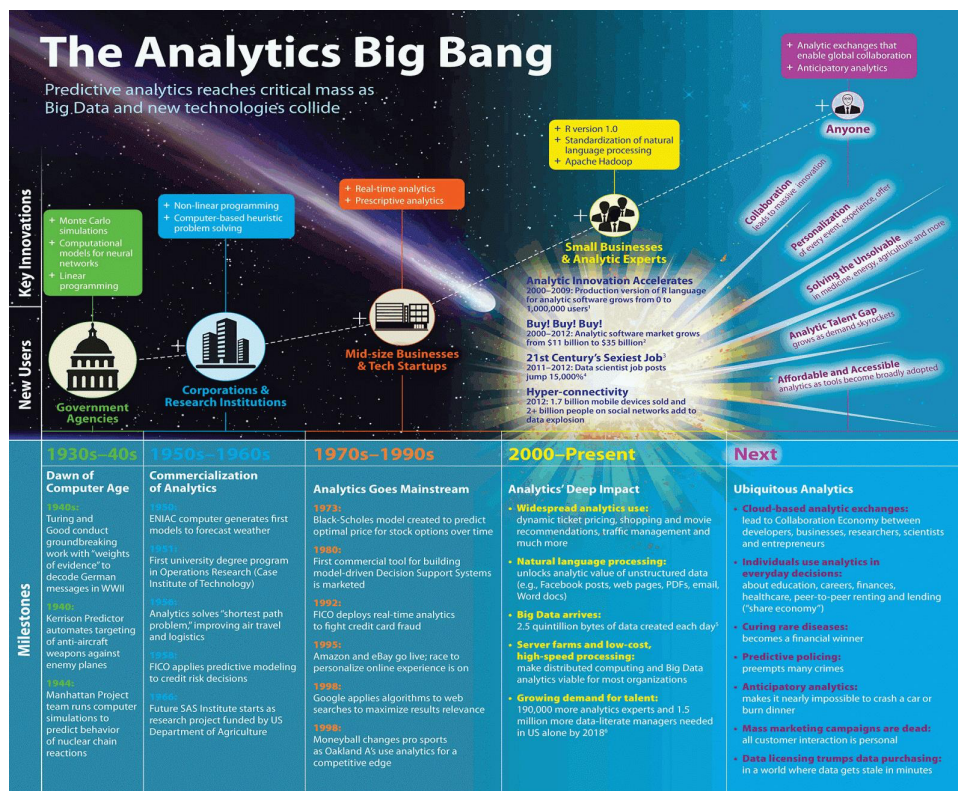 The Analytics Big Bang
Predictive analytics reaches critical mass as
Big Data and new technologies collide
Key Innovations
New Users
+ Monte Carlo
simulations
+ Computational
models for neural
networks
+ Linear
programming
Government
Agencies
+ Non-linear programming
+ Computer-based heuristic
problem solving
+
Corporations &
Research Institutions
+ Real-time analytics
+ Prescriptive analytics
+
Mid-size Businesses
& Tech Startups
+ R version 1.0
+ Standardization of natural
language processing
+ Apache Hadoop
+
Small Businesses
& Analytic Experts
Analytic Innovation Accelerates
2000–2009: Production version of R language
for analytic software grows from 0 to
1,000,000 users¹
Buy! Buy! Buy!
2000–2012: Analytic software market grows
from $11 billion to $35 billion²
21st Century's Sexiest Job³
2011–2012: Data scientist job posts
jump 15,000%⁴
Hyper-connectivity
2012: 1.7 billion mobile devices sold and
2+ billion people on social networks add to
data explosion
+ Analytic exchanges that
enable global collaboration
+ Anticipatory analytics
+
Anyone
Collaboration
leads to massive innovation
Personalization
of every event, experience, offer
Solving the Unsolvable
in medicine, energy, agriculture and more
Analytic Talent Gap
grows as demand skyrockets
Affordable and Accessible
analytics as tools become broadly adopted
Milestones
1930s–40s
Dawn of
Computer Age
1940s:
Turing and
Good conduct
groundbreaking
work with "weights
of evidence" to
decode German
messages in WWII
1940:
Kerrison Predictor
automates targeting
of anti-aircraft
weapons against
enemy planes
1944:
Manhattan Project
team runs computer
simulations to
predict behavior
of nuclear chain
reactions
1950s–1960s
Commercialization
of Analytics
1950:
ENIAC computer generates first
models to forecast weather
1951:
First university degree program
in Operations Research (Case
Institute of Technology)
1956:
Analytics solves "shortest path
problem," improving air travel
and logistics
1958:
FICO applies predictive modeling
to credit risk decisions
1966:
Future SAS Institute starts as
research project funded by US
Department of Agriculture
1970s–1990s
Analytics Goes Mainstream
1973:
Black-Scholes model created to predict
optimal price for stock options over time
1980:
First commercial tool for building
model-driven Decision Support Systems
is marketed
1992:
FICO deploys real-time analytics
to fight credit card fraud
1995:
Amazon and eBay go live; race to
personalize online experience is on
1998:
Google applies algorithms to web
searches to maximize results relevance
1998:
Moneyball changes pro sports
as Oakland A's use analytics for a
competitive edge
2000–Present
Analytics' Deep Impact
• Widespread analytics use:
dynamic ticket pricing, shopping and movie
recommendations, traffic management and
much more
• Natural language processing:
unlocks analytic value of unstructured data
(e.g., Facebook posts, web pages, PDFs, email,
Word docs)
• Big Data arrives:
2.5 quintillion bytes of data created each day⁵
• Server farms and low-cost,
high-speed processing:
make distributed computing and Big Data
analytics viable for most organizations
• Growing demand for talent:
190,000 more analytics experts and 1.5
million more data-literate managers needed
in US alone by 2018⁶
Next
Ubiquitous Analytics
• Cloud-based analytic exchanges:
lead to Collaboration Economy between
developers, businesses, researchers, scientists
and entrepreneurs
• Individuals use analytics in
everyday decisions:
about education, careers, finances,
healthcare, peer-to-peer renting and lending
("share economy")
• Curing rare diseases:
becomes a financial winner
• Predictive policing:
preempts many crimes
• Anticipatory analytics:
makes it nearly impossible to crash a car or
burn dinner
• Mass marketing campaigns are dead:
all customer interaction is personal
• Data licensing trumps data purchasing:
in a world where data gets stale in minutes